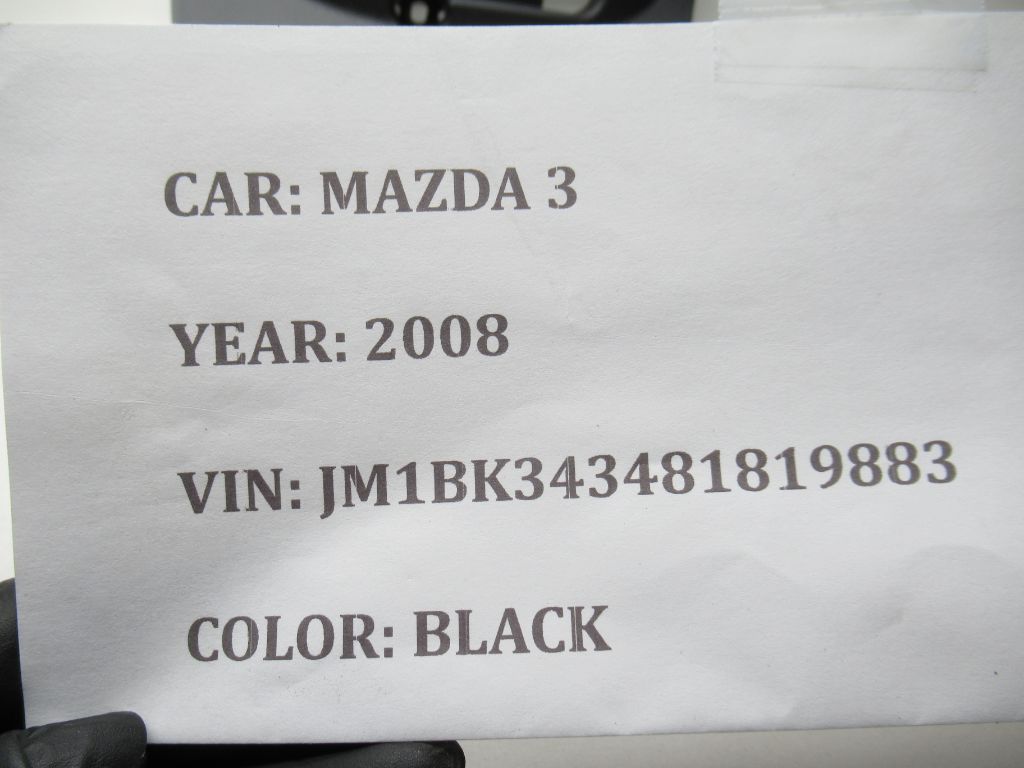 CAR: MAZDA 3
YEAR: 2008
VIN: JM1BK343481819883
COLOR: BLACK